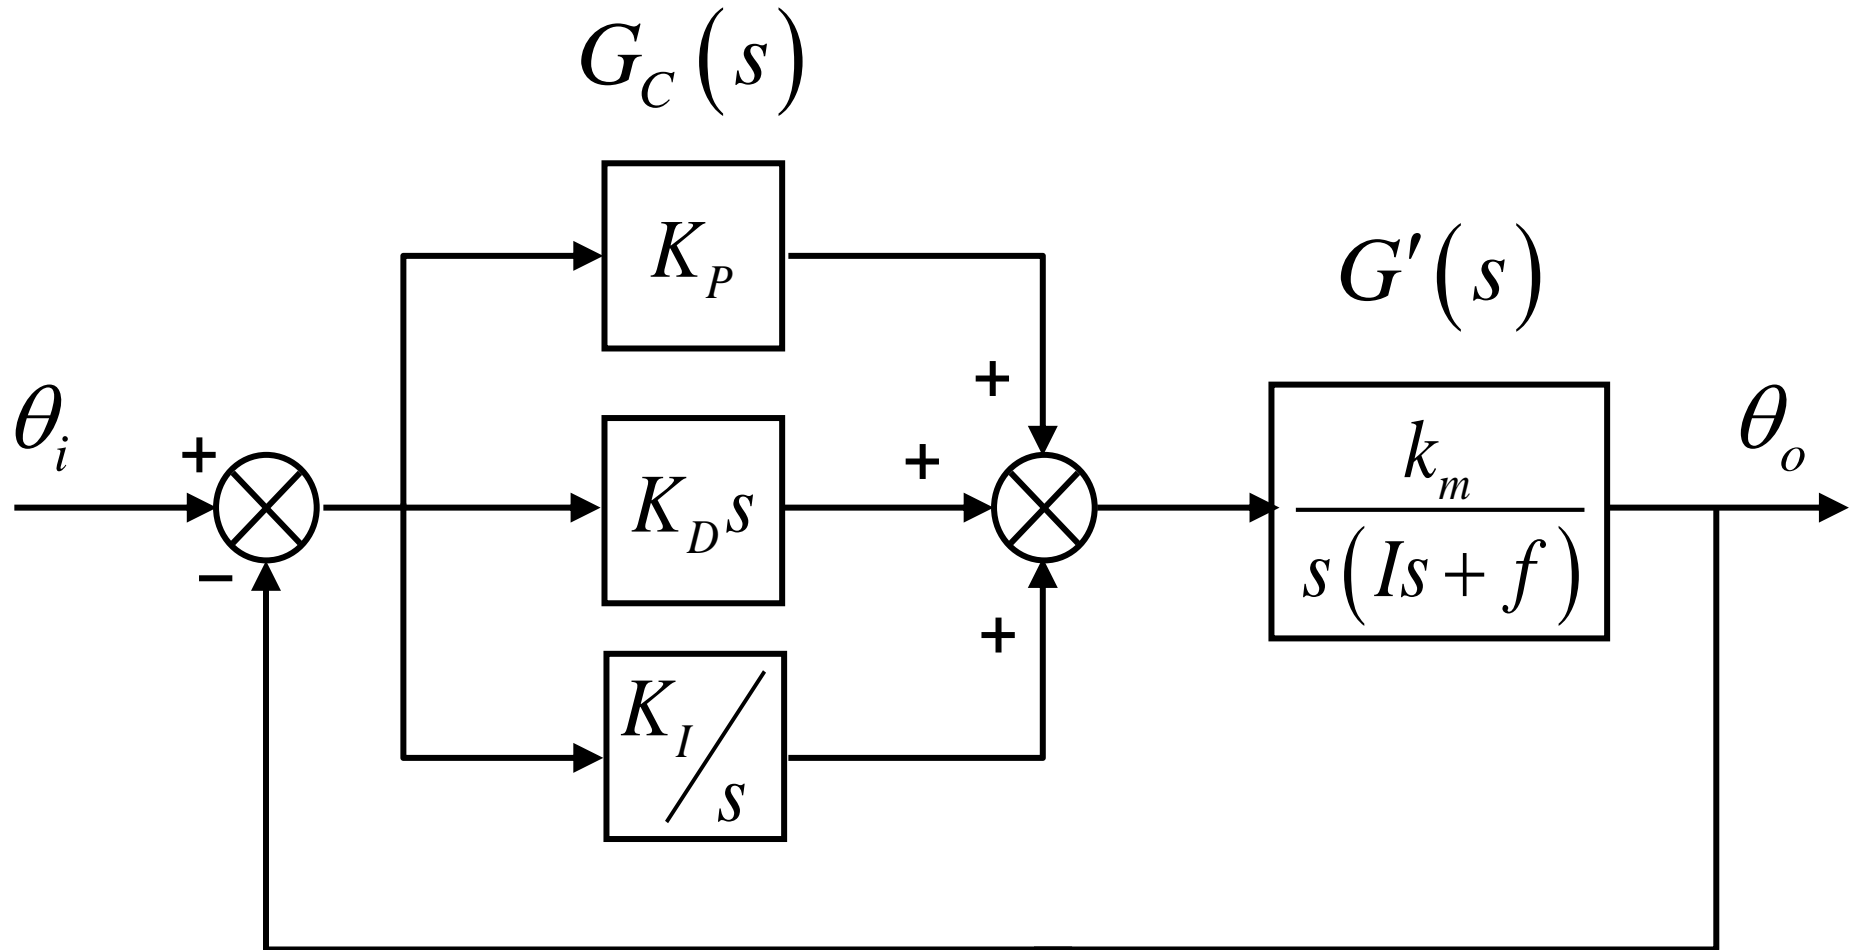 G_C(s)
K_P
G'(s)
θ_i
+
−
K_D s
+
+
+
k_m
s(Is + f)
θ_o
K_I/s